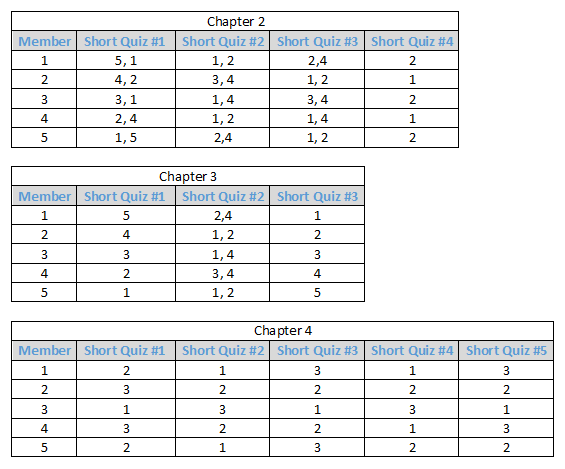 Chapter 2
Member Short Quiz #1 Short Quiz #2 Short Quiz #3 Short Quiz #4
1 5, 1 1, 2 2,4 2
2 4, 2 3, 4 1, 2 1
3 3, 1 1, 4 3, 4 2
4 2, 4 1, 2 1, 4 1
5 1, 5 2,4 1, 2 2
Chapter 3
Member Short Quiz #1 Short Quiz #2 Short Quiz #3
1 5 2,4 1
2 4 1, 2 2
3 3 1, 4 3
4 2 3, 4 4
5 1 1, 2 5
Chapter 4
Member Short Quiz #1 Short Quiz #2 Short Quiz #3 Short Quiz #4 Short Quiz #5
1 2 1 3 1 3
2 3 2 2 2 2
3 1 3 1 3 1
4 3 2 2 1 3
5 2 1 3 2 2